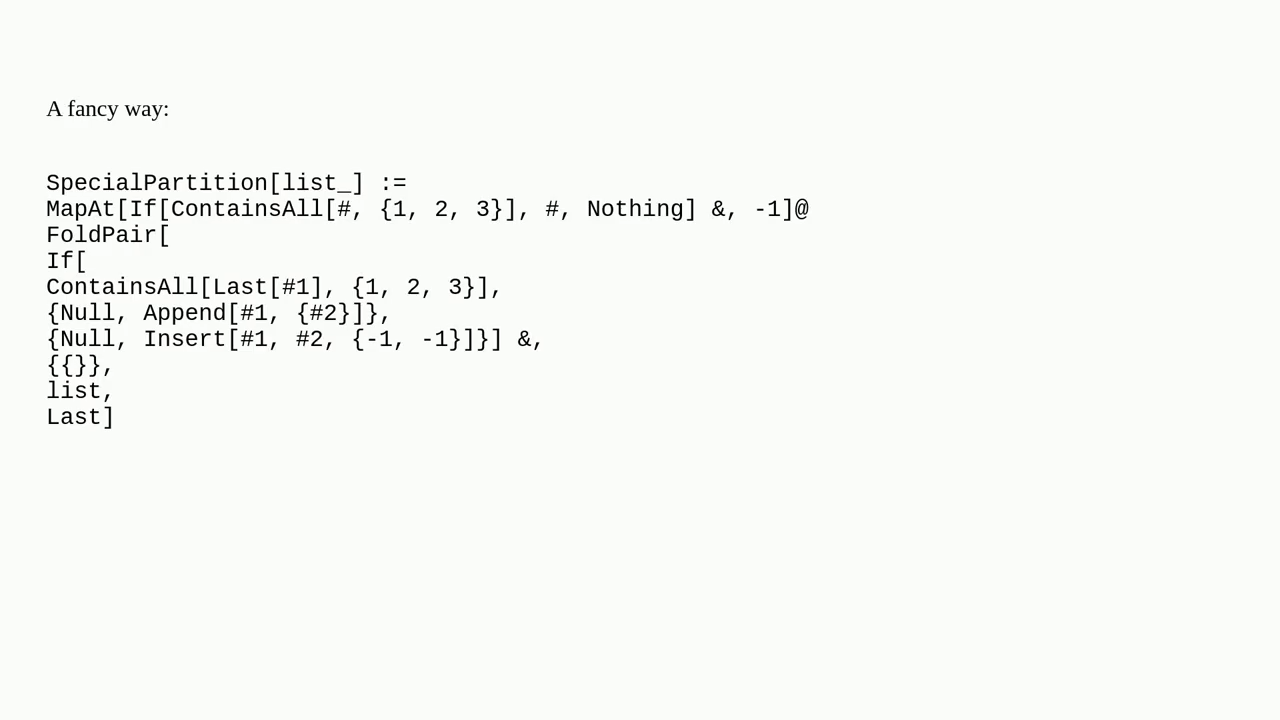 A fancy way:
SpecialPartition[list_] :=
MapAt[If[ContainsAll[#, {1, 2, 3}], #, Nothing] &, -1]@
FoldPair[
If[
ContainsAll[Last[#1], {1, 2, 3}],
{Null, Append[#1, {#2}]},
{Null, Insert[#1, #2, {-1, -1}]}] &,
{{}},
list,
Last]